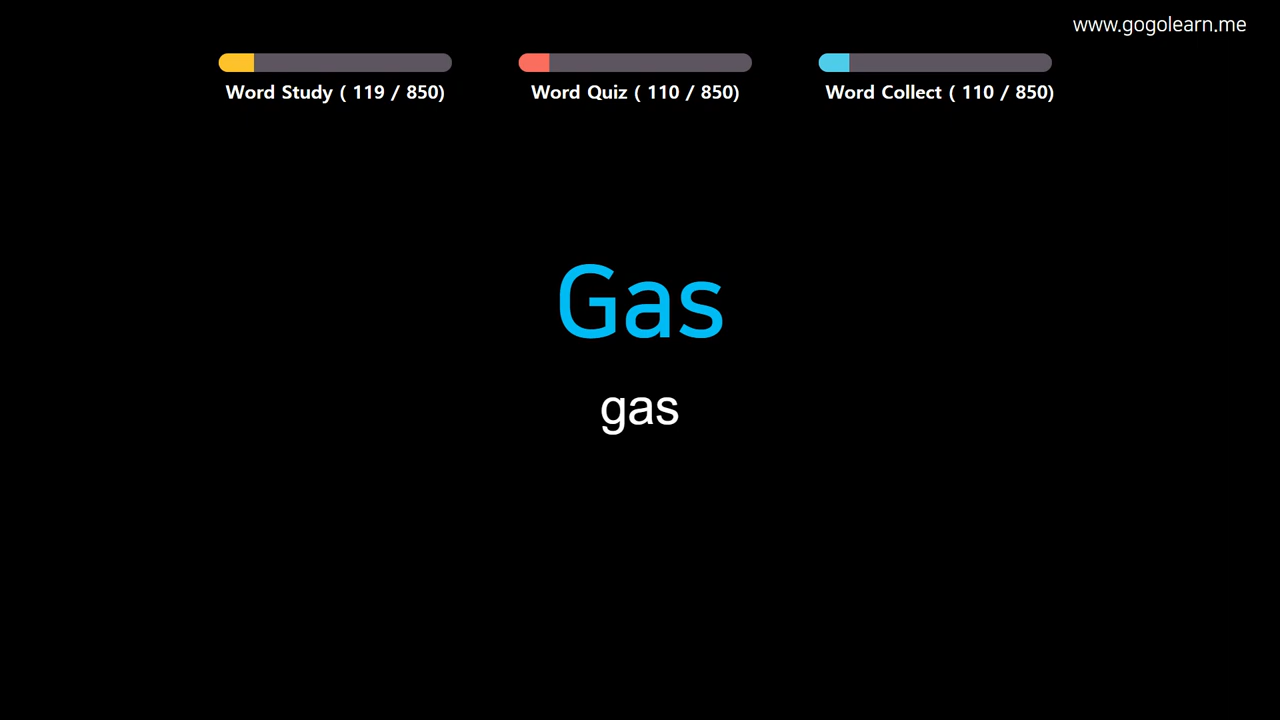 www.gogolearn.me
Word Study ( 119 / 850)
Word Quiz ( 110 / 850)
Word Collect ( 110 / 850)
Gas
gas